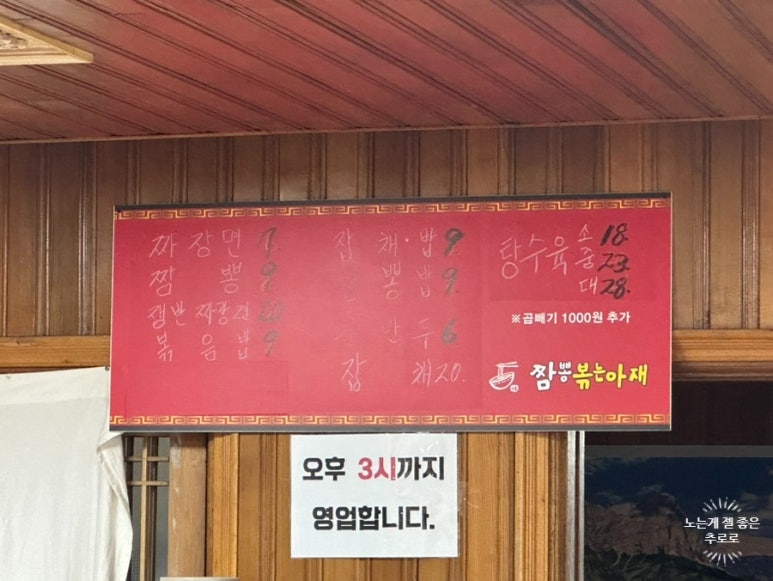 짜장면 7.
짬뽕 9.
쟁반짜장면
볶음밥 9
잡채.밥 9.
뽕밥 9.
만두 6
잡채 20.
탕수육 소 18.
중 23.
대 28.
※곱빼기 1000원 추가
짬뽕볶는아재
오후 3시까지
영업합니다.
노는게 젤 좋은
추로로